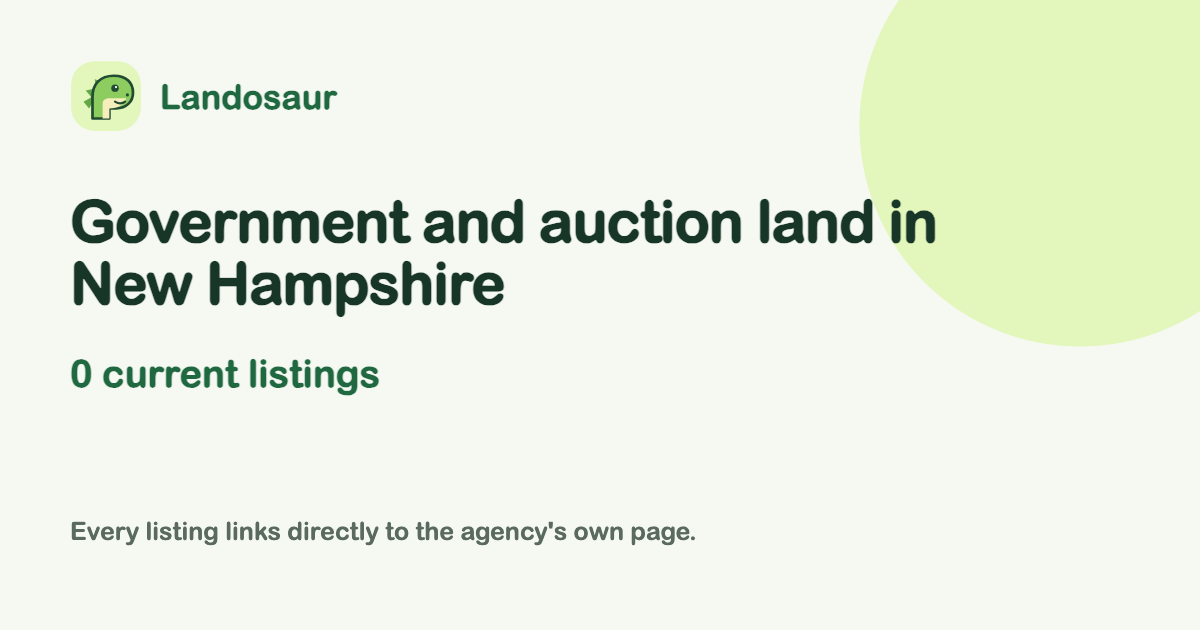 Landosaur
Government and auction land in
New Hampshire
0 current listings
Every listing links directly to the agency's own page.